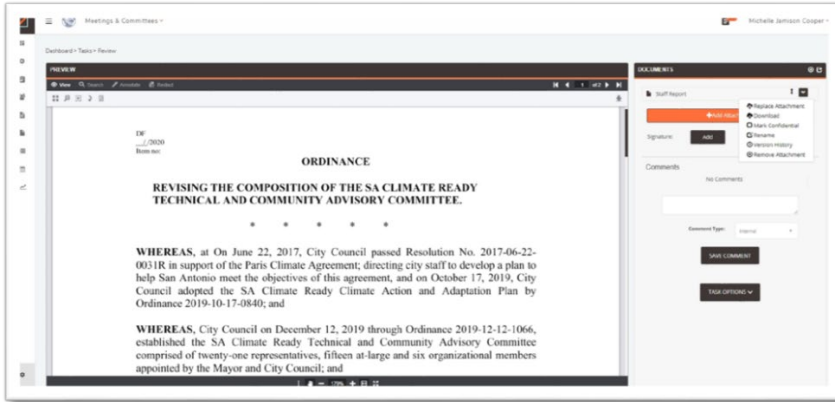 Meetings & Committees
Michelle Jamison Cooper
Dashboard > Tasks > Review
PREVIEW
View Search Annotate Redact
1 of 2
DF
__/__/2020
Item no:
ORDINANCE
REVISING THE COMPOSITION OF THE SA CLIMATE READY
TECHNICAL AND COMMUNITY ADVISORY COMMITTEE.
* * * * *
WHEREAS, at On June 22, 2017, City Council passed Resolution No. 2017-06-22-
0031R in support of the Paris Climate Agreement; directing city staff to develop a plan to
help San Antonio meet the objectives of this agreement, and on October 17, 2019, City
Council adopted the SA Climate Ready Climate Action and Adaptation Plan by
Ordinance 2019-10-17-0840; and
WHEREAS, City Council on December 12, 2019 through Ordinance 2019-12-12-1066,
established the SA Climate Ready Technical and Community Advisory Committee
comprised of twenty-one representatives, fifteen at-large and six organizational members
appointed by the Mayor and City Council; and
DOCUMENTS
Staff Report
Replace Attachment
Download
Mark Confidential
Rename
Version History
Remove Attachment
Signature: Add
Comments
No Comments
Comment Type: Internal
SAVE COMMENT
TASK OPTIONS